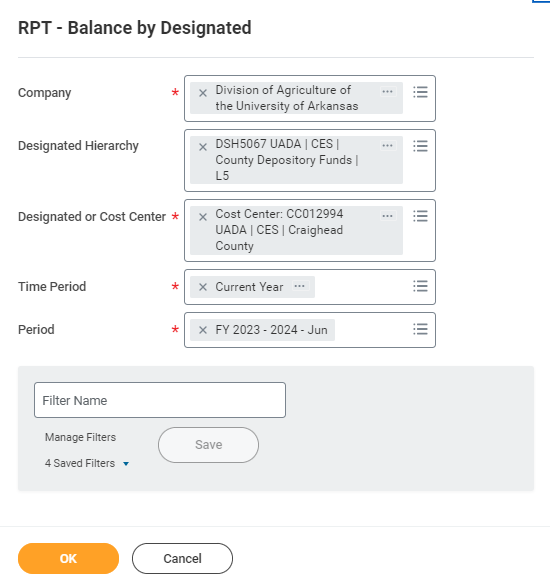 RPT - Balance by Designated
Company * × Division of Agriculture of
the University of Arkansas
Designated Hierarchy × DSH5067 UADA | CES |
County Depository Funds |
L5
Designated or Cost Center * × Cost Center: CC012994
UADA | CES | Craighead
County
Time Period * × Current Year
Period * × FY 2023 - 2024 - Jun
Filter Name
Manage Filters
Save
4 Saved Filters
OK
Cancel